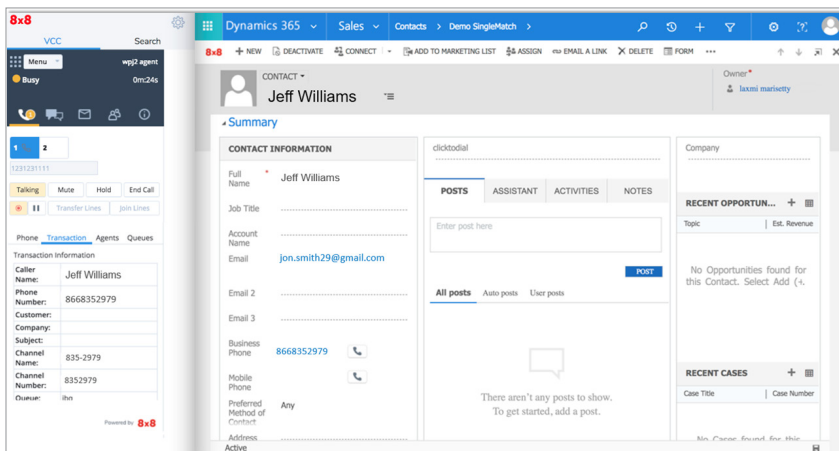 8x8
VCC Search
Menu wpj2 agent
Busy 0m:24s
1
1 2
1231231111
Talking Mute Hold End Call
Transfer Lines Join Lines
Phone Transaction Agents Queues
Transaction Information
Caller Name: Jeff Williams
Phone Number: 8668352979
Customer:
Company:
Subject:
Channel Name: 835-2979
Channel Number: 8352979
Queue: ibq
Powered by 8x8
Dynamics 365 Sales Contacts > Demo SingleMatch >
8x8 + NEW DEACTIVATE CONNECT ADD TO MARKETING LIST ASSIGN EMAIL A LINK DELETE FORM •••
CONTACT
Jeff Williams
Owner*
laxmi marisetty
Summary
CONTACT INFORMATION
Full Name * Jeff Williams
Job Title
Account Name
Email jon.smith29@gmail.com
Email 2
Email 3
Business Phone 8668352979
Mobile Phone
Preferred Method of Contact Any
Address
Active
clicktodial
POSTS ASSISTANT ACTIVITIES NOTES
Enter post here
POST
All posts Auto posts User posts
There aren't any posts to show.
To get started, add a post.
Company
RECENT OPPORTUN... +
Topic Est. Revenue
No Opportunities found for
this Contact. Select Add (+.
RECENT CASES +
Case Title Case Number
No Cases found for this